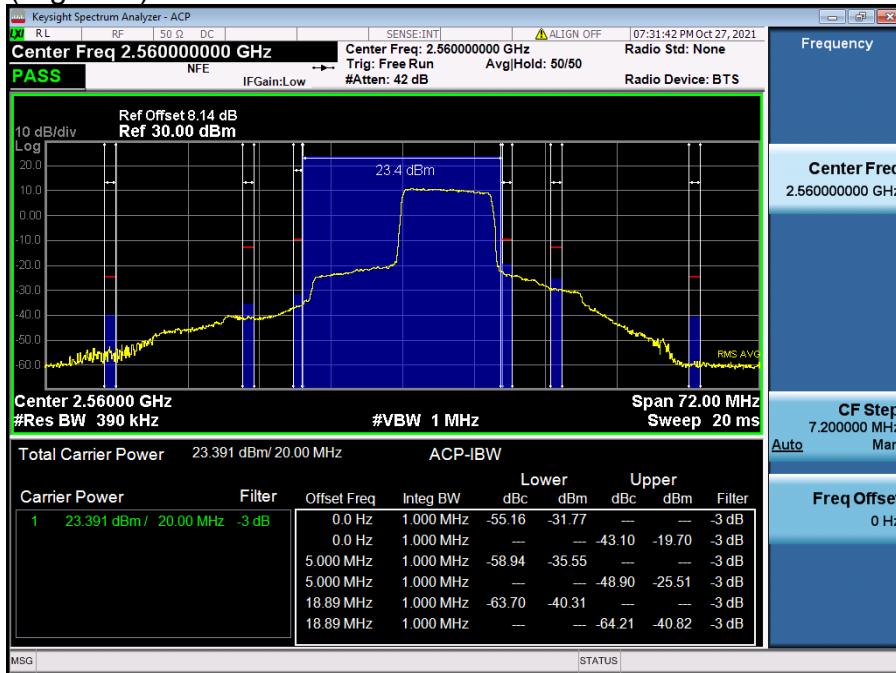 Keysight Spectrum Analyzer - ACP
LXI RL RF 50 Ω DC SENSE:INT ALIGN OFF 07:31:42 PM Oct 27, 2021
Center Freq 2.560000000 GHz
NFE
PASS
IFGain:Low
Center Freq: 2.560000000 GHz
Trig: Free Run Avg|Hold: 50/50
#Atten: 42 dB
Radio Std: None
Radio Device: BTS
Ref Offset 8.14 dB
10 dB/div Ref 30.00 dBm
Log
23.4 dBm
20.0
10.0
0.00
-10.0
-20.0
-30.0
-40.0
-50.0
-60.0
RMS AVG
Center 2.56000 GHz Span 72.00 MHz
#Res BW 390 kHz #VBW 1 MHz Sweep 20 ms
Total Carrier Power 23.391 dBm/ 20.00 MHz ACP-IBW
Lower Upper
Carrier Power Filter Offset Freq Integ BW dBc dBm dBc dBm Filter
1 23.391 dBm / 20.00 MHz -3 dB
0.0 Hz 1.000 MHz -55.16 -31.77 --- --- -3 dB
0.0 Hz 1.000 MHz --- --- -43.10 -19.70 -3 dB
5.000 MHz 1.000 MHz -58.94 -35.55 --- --- -3 dB
5.000 MHz 1.000 MHz --- --- -48.90 -25.51 -3 dB
18.89 MHz 1.000 MHz -63.70 -40.31 --- --- -3 dB
18.89 MHz 1.000 MHz --- --- -64.21 -40.82 -3 dB
MSG STATUS
Frequency
Center Freq
2.560000000 GHz
CF Step
7.200000 MHz
Auto Man
Freq Offset
0 Hz